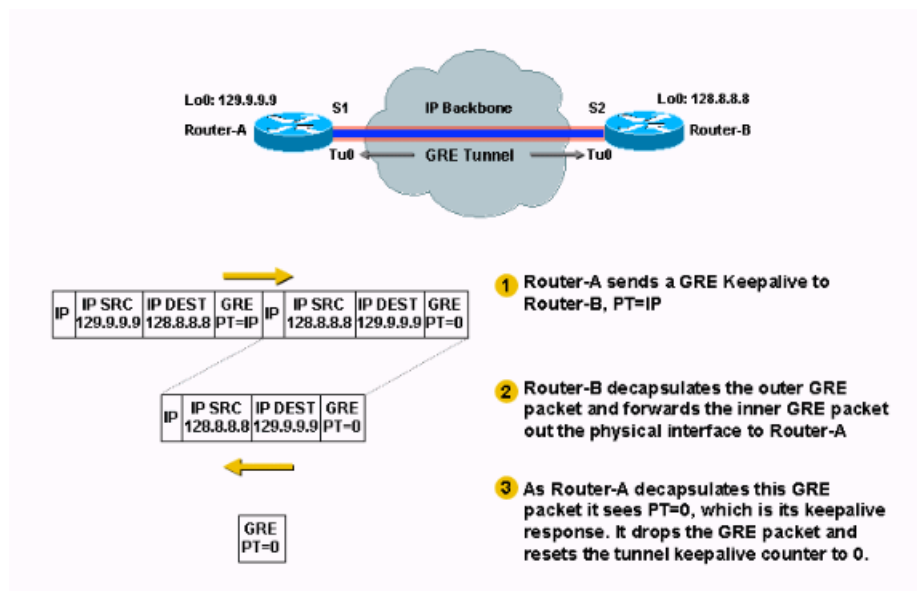 Lo0: 129.9.9.9
S1
IP Backbone
S2
Lo0: 128.8.8.8
Router-A
Router-B
Tu0
GRE Tunnel
Tu0
IP
IP SRC
129.9.9.9
IP DEST
128.8.8.8
GRE
PT=IP
IP
IP SRC
128.8.8.8
IP DEST
129.9.9.9
GRE
PT=0
1
Router-A sends a GRE Keepalive to
Router-B, PT=IP
IP
IP SRC
128.8.8.8
IP DEST
129.9.9.9
GRE
PT=0
2
Router-B decapsulates the outer GRE
packet and forwards the inner GRE packet
out the physical interface to Router-A
GRE
PT=0
3
As Router-A decapsulates this GRE
packet it sees PT=0, which is its keepalive
response. It drops the GRE packet and
resets the tunnel keepalive counter to 0.